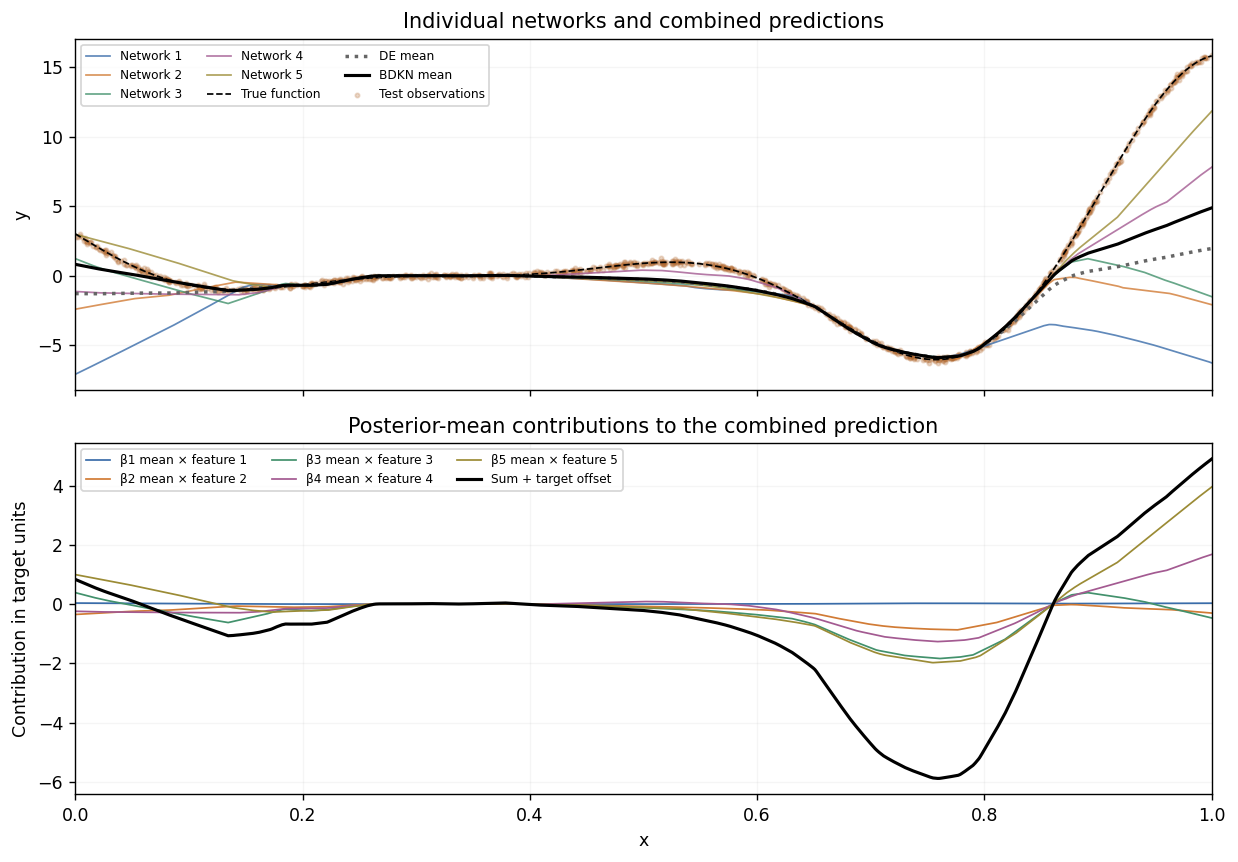 Individual networks and combined predictions
Network 1
Network 2
Network 3
Network 4
Network 5
True function
DE mean
BDKN mean
Test observations
15
10
5
0
−5
y
Posterior-mean contributions to the combined prediction
β1 mean × feature 1
β2 mean × feature 2
β3 mean × feature 3
β4 mean × feature 4
β5 mean × feature 5
Sum + target offset
4
2
0
−2
−4
−6
Contribution in target units
0.0 0.2 0.4 0.6 0.8 1.0
x